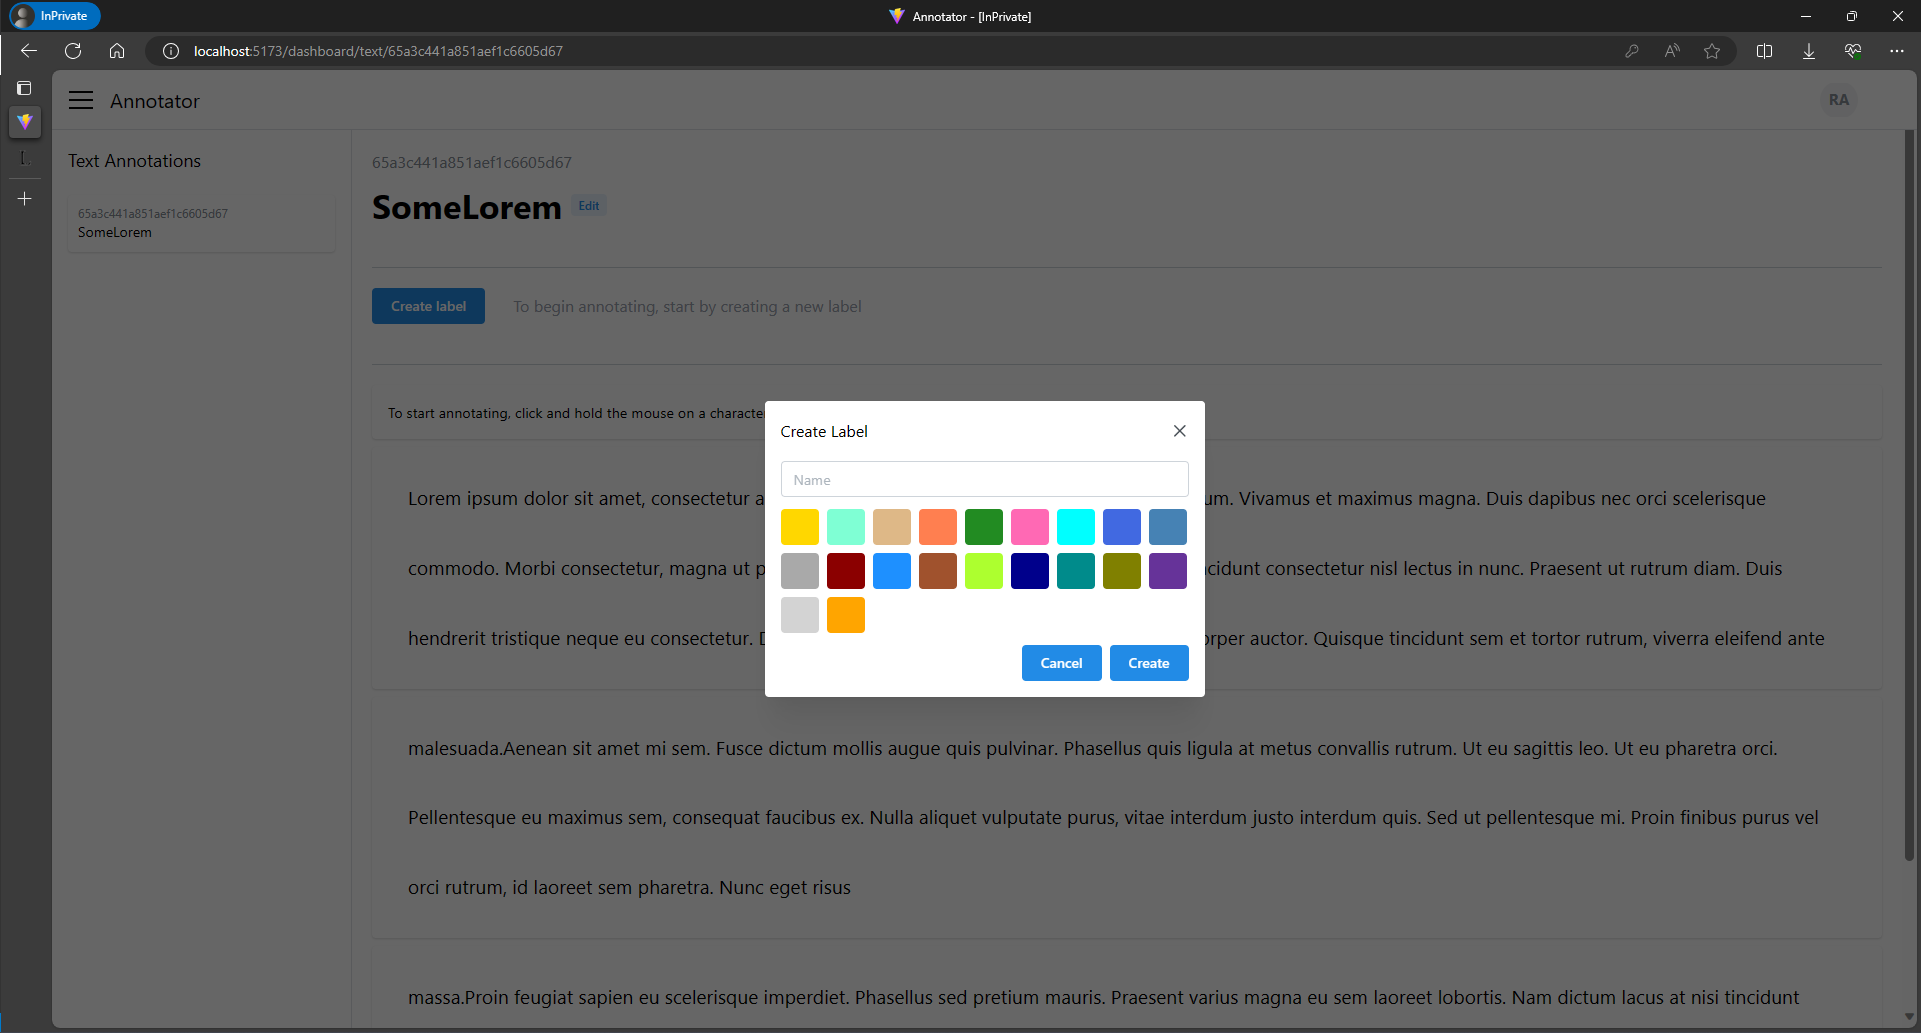 InPrivate
Annotator - [InPrivate]
localhost:5173/dashboard/text/65a3c441a851aef1c6605d67
Annotator
RA
Text Annotations
65a3c441a851aef1c6605d67
SomeLorem
65a3c441a851aef1c6605d67
SomeLorem Edit
Create label To begin annotating, start by creating a new label
To start annotating, click and hold the mouse on a characte
Create Label
Name
Cancel Create
Lorem ipsum dolor sit amet, consectetur a um. Vivamus et maximus magna. Duis dapibus nec orci scelerisque
commodo. Morbi consectetur, magna ut p cidunt consectetur nisl lectus in nunc. Praesent ut rutrum diam. Duis
hendrerit tristique neque eu consectetur. D orper auctor. Quisque tincidunt sem et tortor rutrum, viverra eleifend ante
malesuada.Aenean sit amet mi sem. Fusce dictum mollis augue quis pulvinar. Phasellus quis ligula at metus convallis rutrum. Ut eu sagittis leo. Ut eu pharetra orci.
Pellentesque eu maximus sem, consequat faucibus ex. Nulla aliquet vulputate purus, vitae interdum justo interdum quis. Sed ut pellentesque mi. Proin finibus purus vel
orci rutrum, id laoreet sem pharetra. Nunc eget risus
massa.Proin feugiat sapien eu scelerisque imperdiet. Phasellus sed pretium mauris. Praesent varius magna eu sem laoreet lobortis. Nam dictum lacus at nisi tincidunt